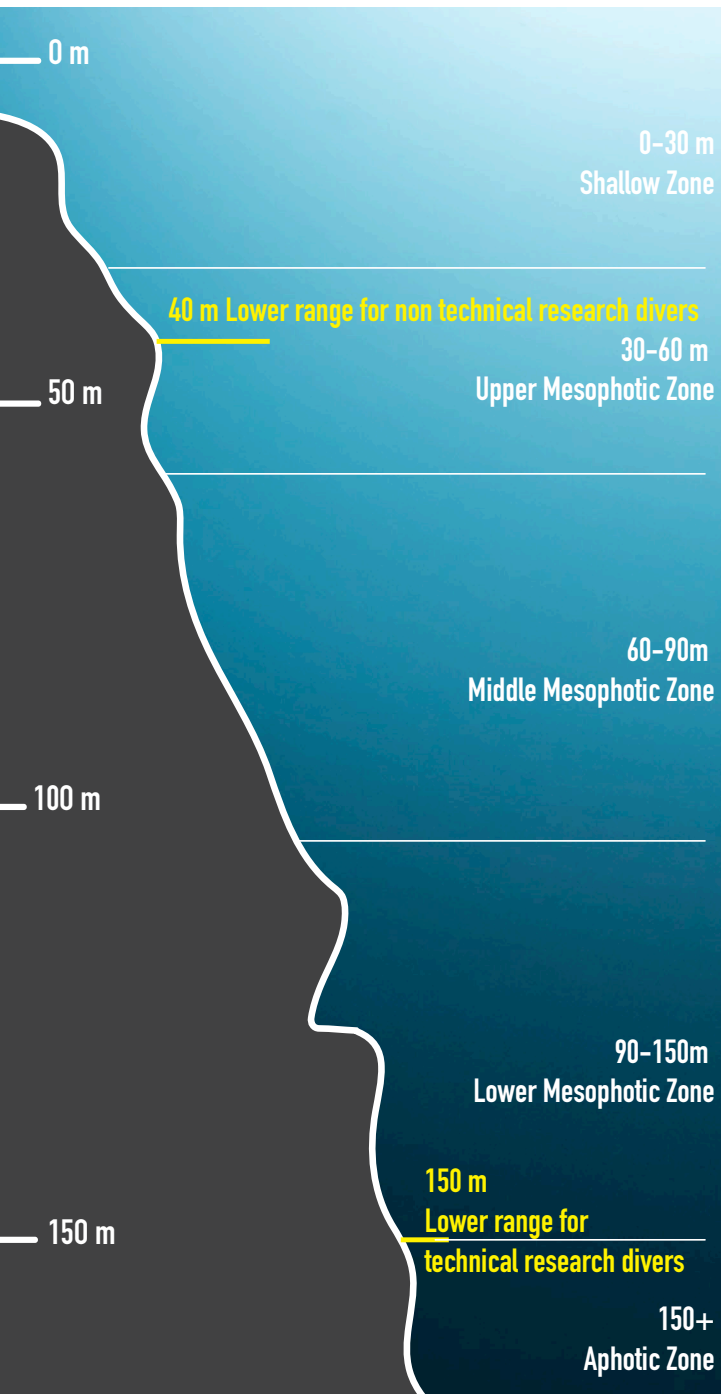 0 m
0-30 m
Shallow Zone
40 m Lower range for non technical research divers
30-60 m
Upper Mesophotic Zone
50 m
60-90m
Middle Mesophotic Zone
100 m
90-150m
Lower Mesophotic Zone
150 m
Lower range for
technical research divers
150 m
150+
Aphotic Zone